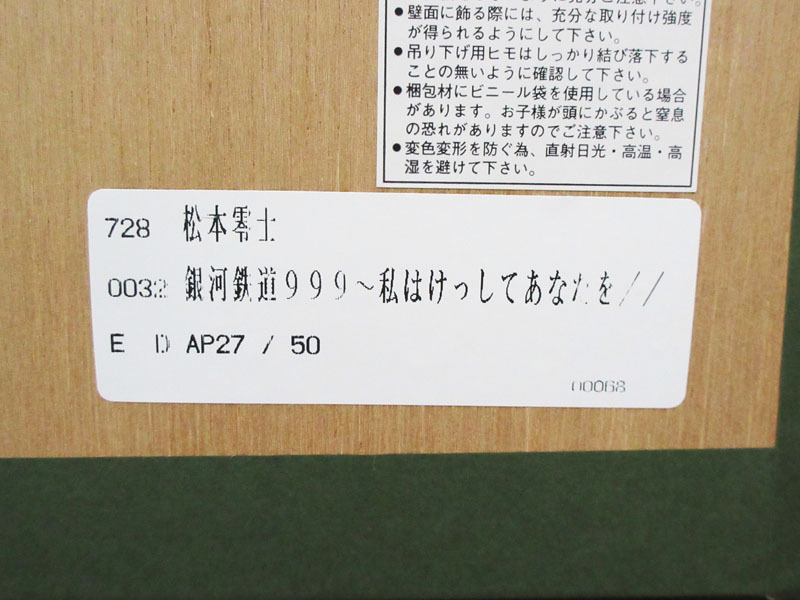 ●壁面に飾る際には、充分な取り付け強度
が得られるようにして下さい。
●吊り下げ用ヒモはしっかり結び落下する
ことの無いように確認して下さい。
●梱包材にビニール袋を使用している場合
があります。お子様が頭にかぶると窒息
の恐れがありますのでご注意下さい。
●変色変形を防ぐ為、直射日光・高温・高
湿を避けて下さい。
728 松本零士
0032 銀河鉄道999～私はけっしてあなたを//
E D AP27 / 50
00068